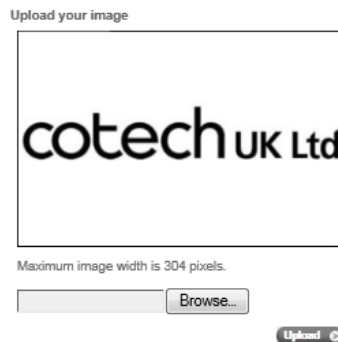 Upload your image
cotech UK Ltd
Maximum image width is 304 pixels.
Browse...
Upload